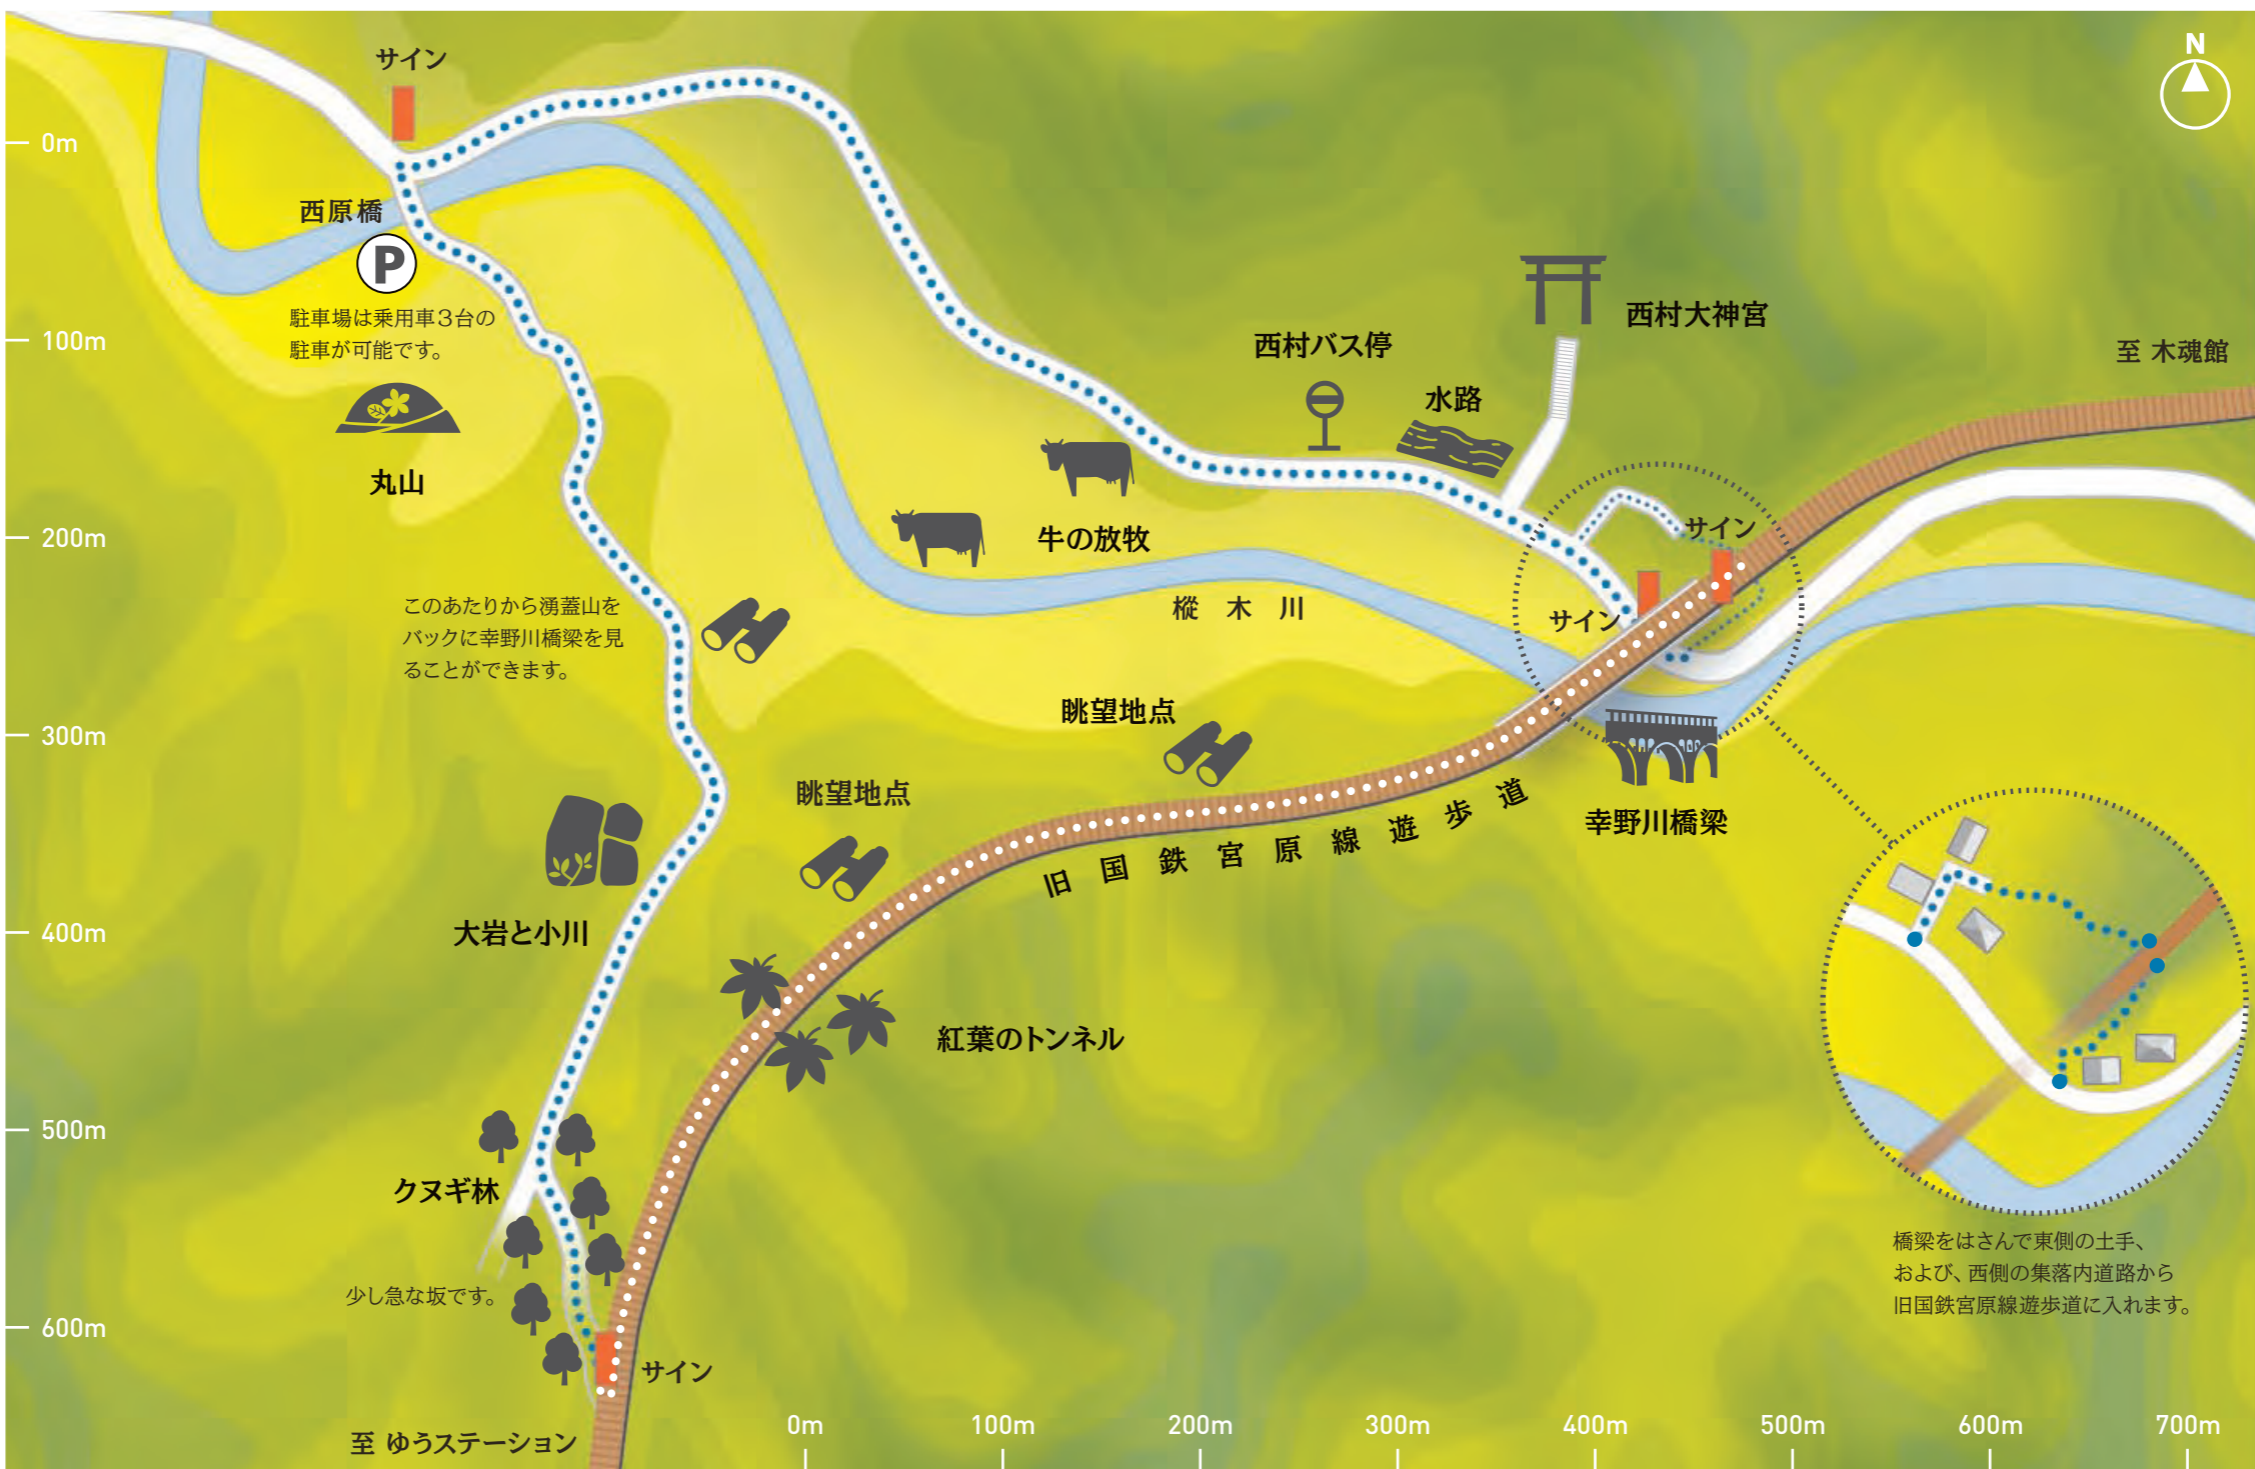 サイン
N
0m
西原橋
P
駐車場は乗用車3台の
駐車が可能です。
100m
丸山
西村大神宮
西村バス停
水路
至 木魂館
200m
牛の放牧
サイン
サイン
樅木川
このあたりから涌蓋山を
バックに幸野川橋梁を見
ることができます。
300m
眺望地点
眺望地点
幸野川橋梁
旧国鉄宮原線遊歩道
大岩と小川
400m
紅葉のトンネル
500m
クヌギ林
少し急な坂です。
橋梁をはさんで東側の土手、
および、西側の集落内道路から
旧国鉄宮原線遊歩道に入れます。
600m
サイン
至 ゆうステーション
0m 100m 200m 300m 400m 500m 600m 700m